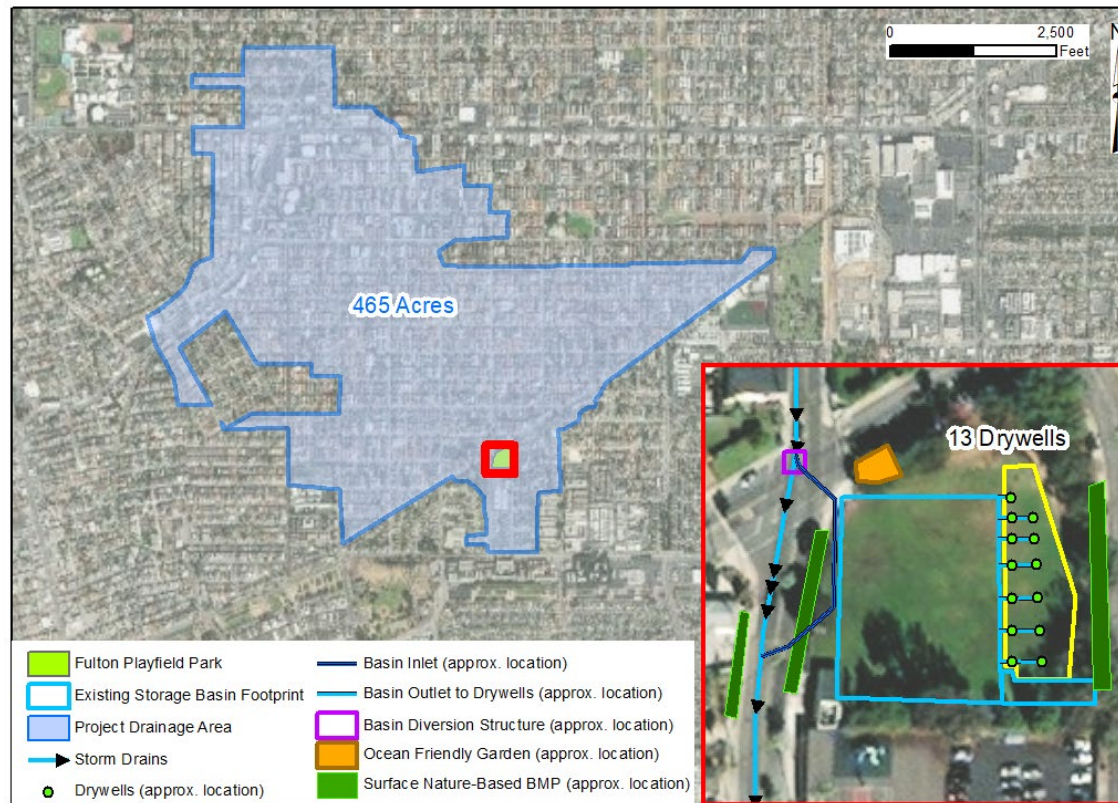 0 2,500
Feet
N
465 Acres
13 Drywells
Fulton Playfield Park
Existing Storage Basin Footprint
Project Drainage Area
Storm Drains
Drywells (approx. location)
Basin Inlet (approx. location)
Basin Outlet to Drywells (approx. location)
Basin Diversion Structure (approx. location)
Ocean Friendly Garden (approx. location)
Surface Nature-Based BMP (approx. location)